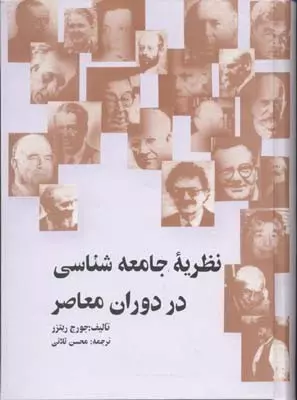 نظریهٔ جامعه شناسی
در دوران معاصر
تالیف: جورج ریتزر
ترجمه: محسن ثلاثی